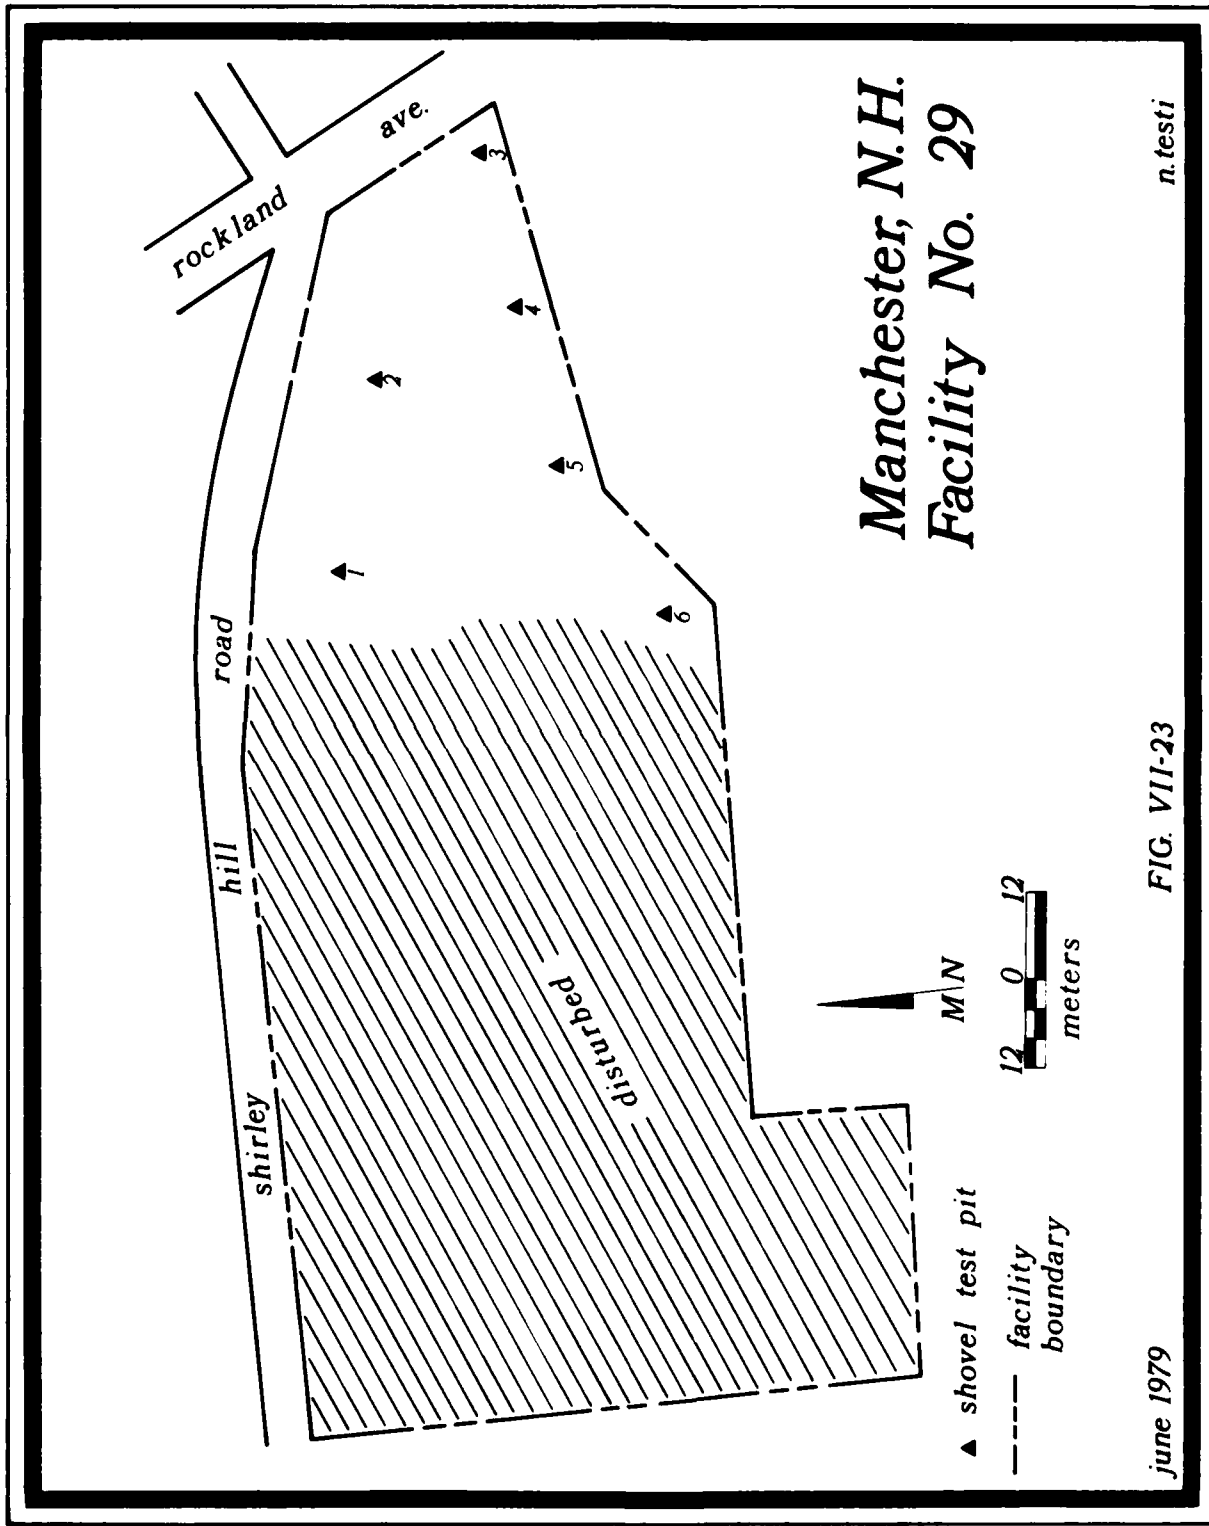 rockland ave.
shirley hill road
1
2
3
4
5
6
disturbed
Manchester, N.H.
Facility No. 29
M N
12 0 12
meters
shovel test pit
facility
boundary
june 1979
FIG. VII-23
n. testi